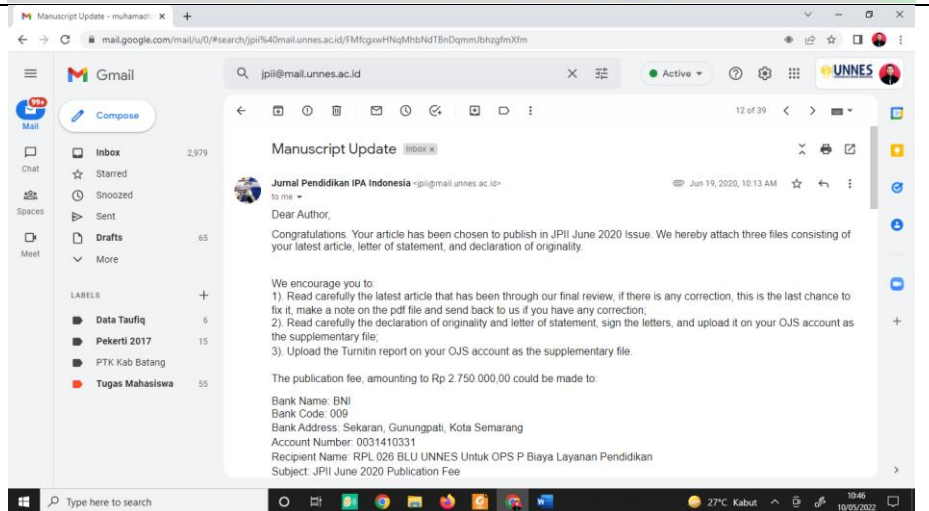 Manuscript Update - muhamadt
mail.google.com/mail/u/0/#search/jpii%40mail.unnes.ac.id/FMfcgxwHNqMhbNdTBnDqmmJbhzgfmXfm
Gmail
jpii@mail.unnes.ac.id
Active
UNNES
99+
Mail
Chat
Spaces
Meet
Compose
Inbox 2,979
Starred
Snoozed
Sent
Drafts 65
More
LABELS
Data Taufiq 6
Pekerti 2017 15
PTK Kab Batang
Tugas Mahasiswa 55
12 of 39
Manuscript Update Inbox x
Jurnal Pendidikan IPA Indonesia <jpii@mail.unnes.ac.id> Jun 19, 2020, 10:13 AM
to me
Dear Author,
Congratulations. Your article has been chosen to publish in JPII June 2020 Issue. We hereby attach three files consisting of
your latest article, letter of statement, and declaration of originality.
We encourage you to:
1). Read carefully the latest article that has been through our final review, if there is any correction, this is the last chance to
fix it, make a note on the pdf file and send back to us if you have any correction;
2). Read carefully the declaration of originality and letter of statement, sign the letters, and upload it on your OJS account as
the supplementary file;
3). Upload the Turnitin report on your OJS account as the supplementary file.
The publication fee, amounting to Rp 2.750.000,00 could be made to:
Bank Name: BNI
Bank Code: 009
Bank Address: Sekaran, Gunungpati, Kota Semarang
Account Number: 0031410331
Recipient Name: RPL 026 BLU UNNES Untuk OPS P Biaya Layanan Pendidikan
Subject: JPII June 2020 Publication Fee
Type here to search
27°C Kabut
10:46
10/05/2022